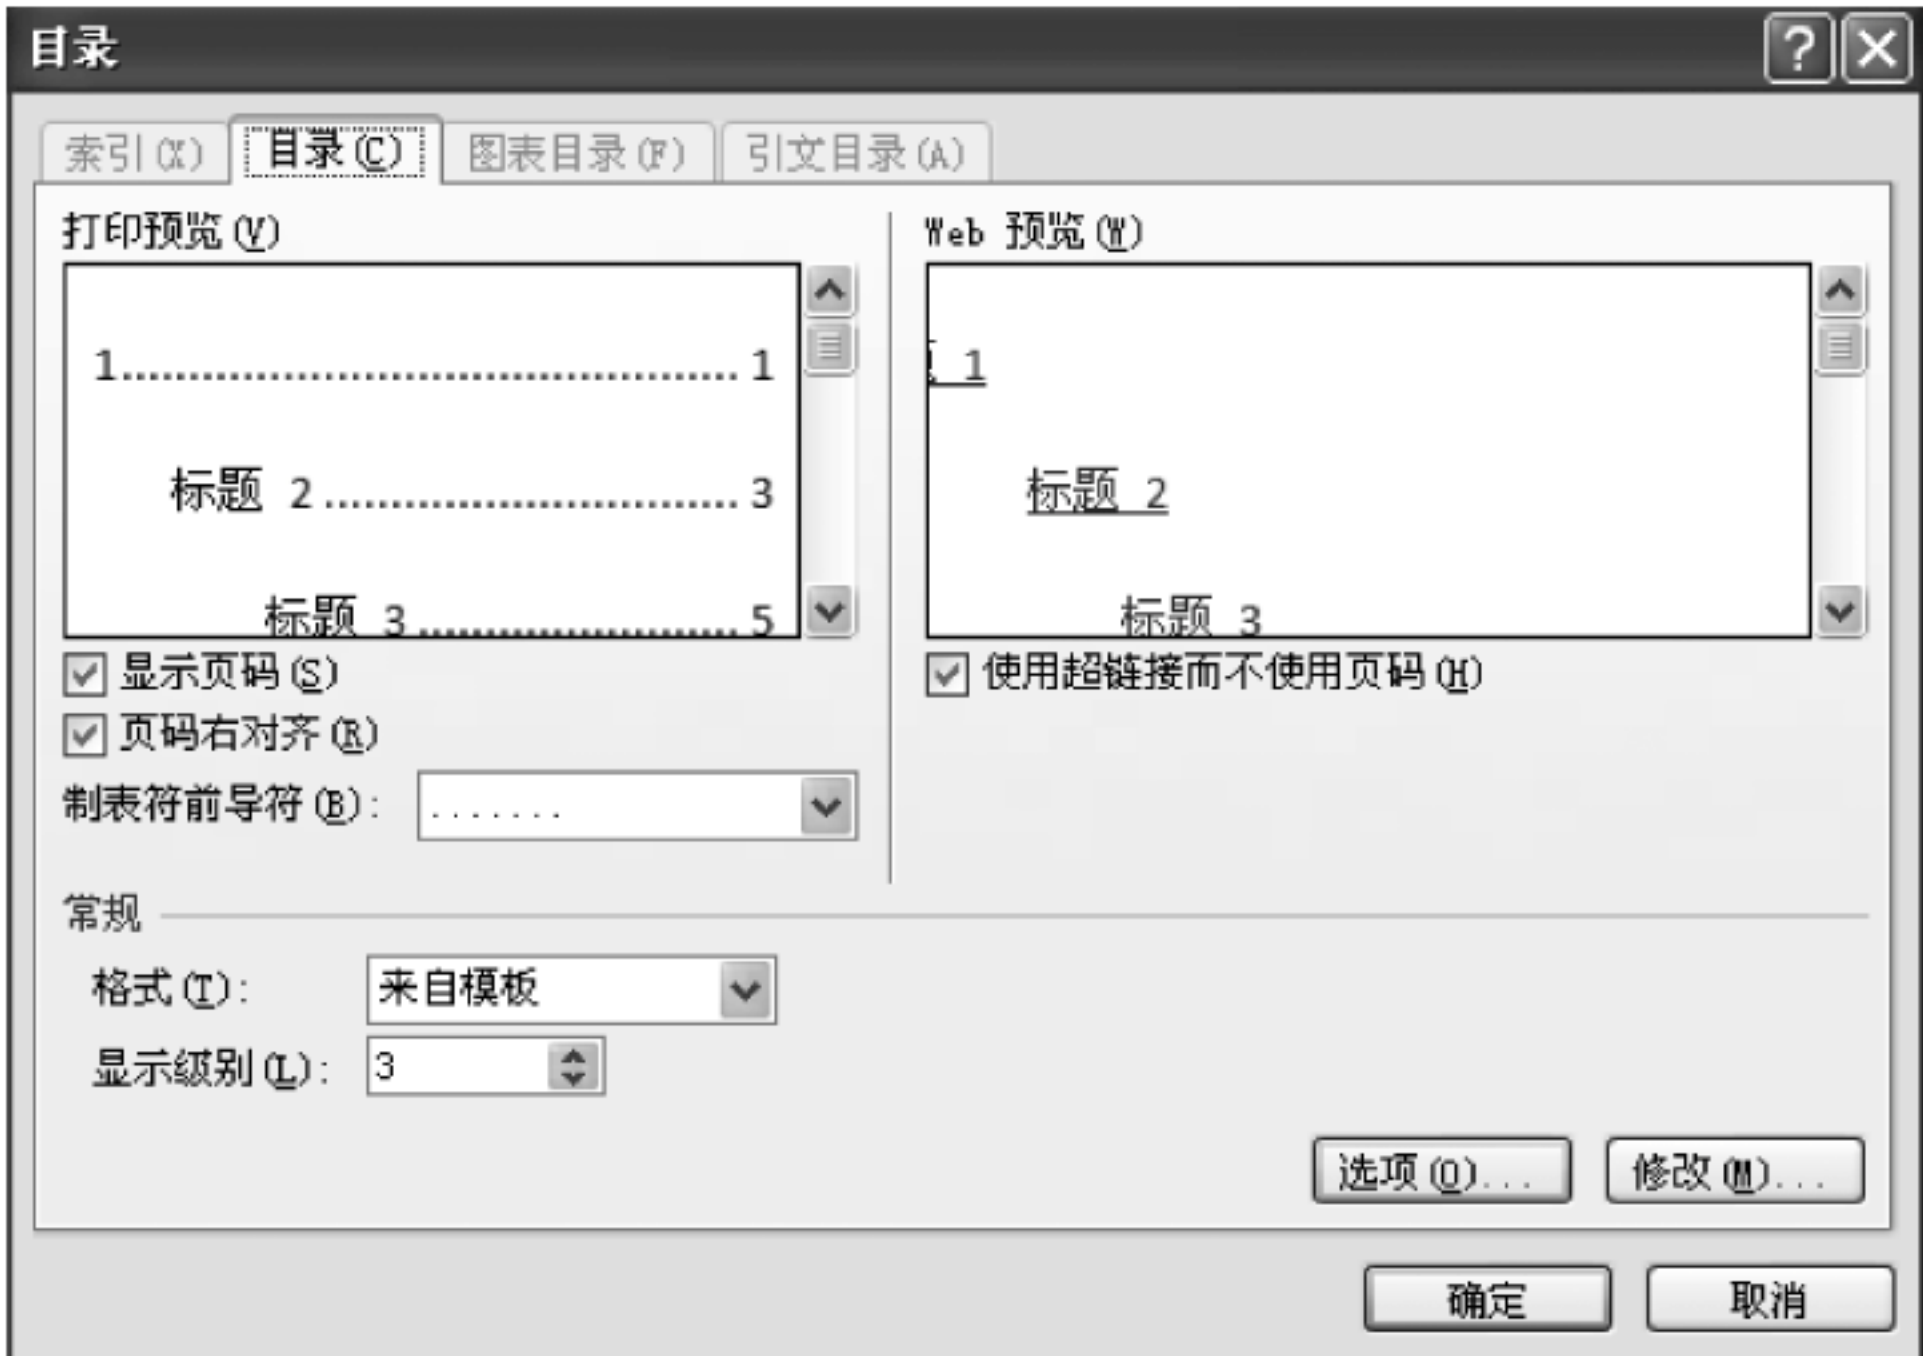 目录
索引(X) 目录(C) 图表目录(F) 引文目录(A)
打印预览(V)
1.......................................... 1
标题 2 ............................ 3
标题 3 ...................... 5
显示页码(S)
页码右对齐(R)
制表符前导符(B): .......
Web 预览(W)
1
标题 2
标题 3
使用超链接而不使用页码(H)
常规
格式(T): 来自模板
显示级别(L): 3
选项(O)... 修改(M)...
确定 取消